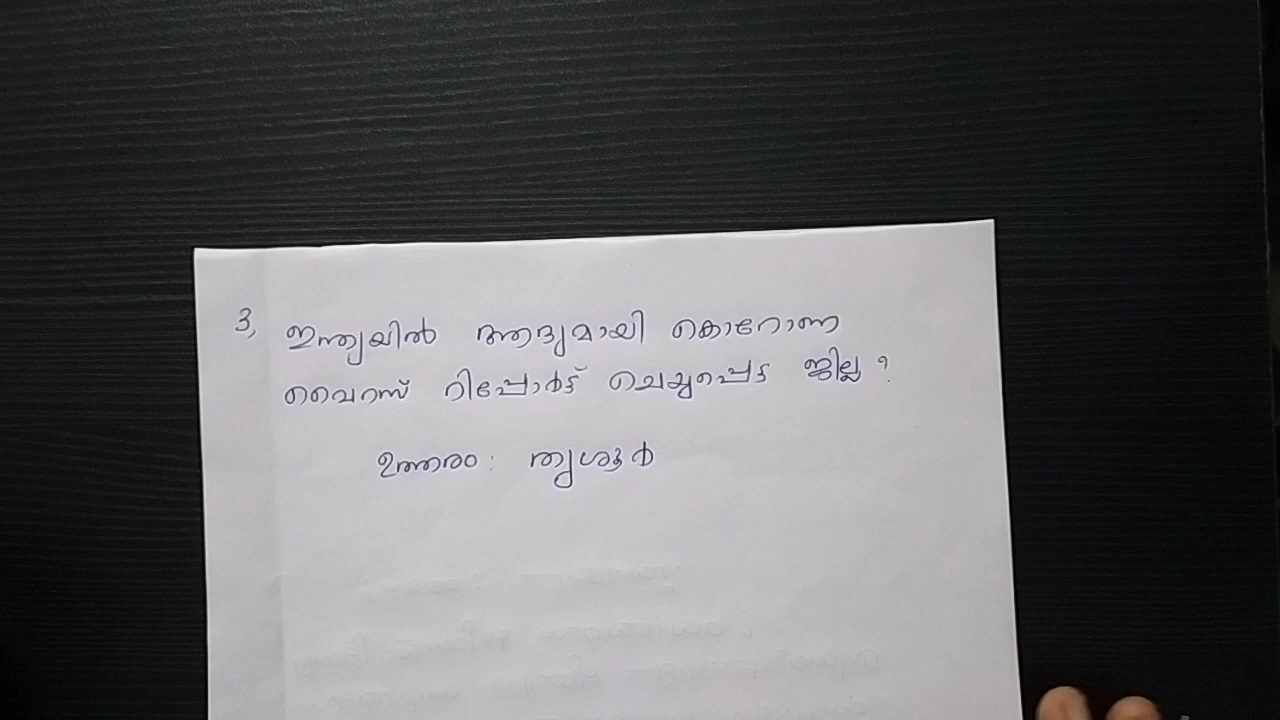 3, ഇന്ത്യയിൽ ആദ്യമായി കൊറോണ
വൈറസ് റിപ്പോർട്ട് ചെയ്യപ്പെട്ട ജില്ല ?
ഉത്തരം : തൃശൂർ